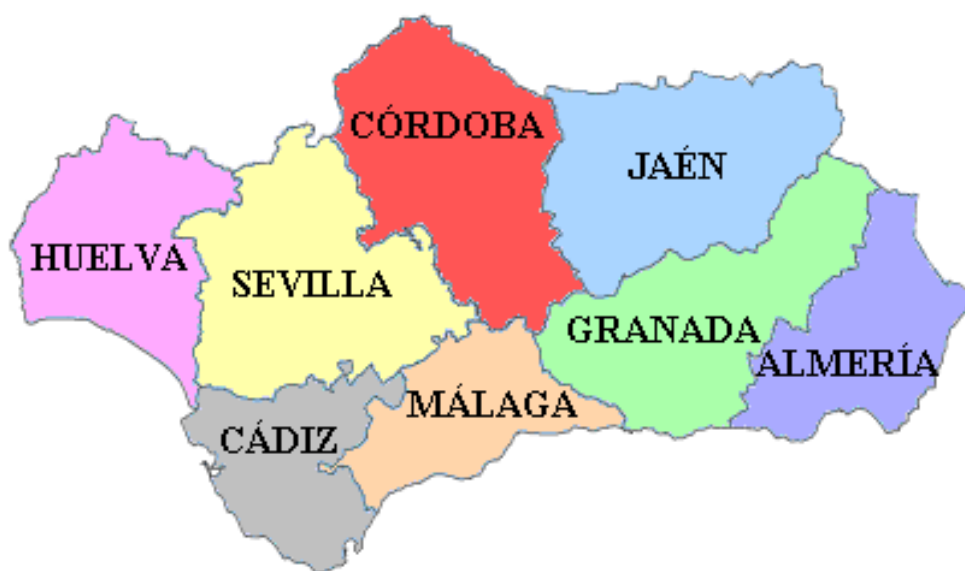 CÓRDOBA
JAÉN
HUELVA
SEVILLA
GRANADA
ALMERÍA
MÁLAGA
CÁDIZ